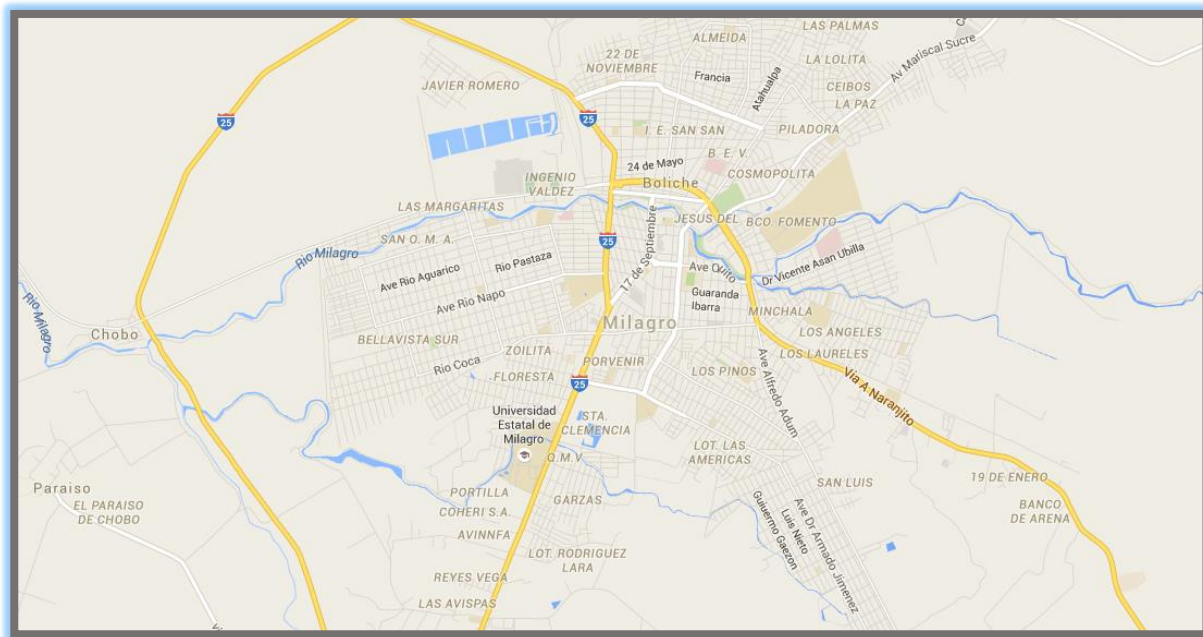 LAS PALMAS
ALMEIDA
Av Mariscal Sucre
22 DE
NOVIEMBRE
LA LOLITA
JAVIER ROMERO
Francia
Atahualpa
CEIBOS
LA PAZ
25
25
I. E. SAN SAN
PILADORA
24 de Mayo
B. E. V.
COSMOPOLITA
INGENIO
VALDEZ
Boliche
LAS MARGARITAS
JESUS DEL
BCO. FOMENTO
SAN O. M. A.
25
17 de Septiembre
Rio Milagro
Rio Pastaza
Ave Rio Aguarico
Ave Quito
Dr Vicente Asan Ubilla
Rio Milagro
Ave Rio Napo
Guaranda
Ibarra
MINCHALA
Chobo
Milagro
LOS ANGELES
BELLAVISTA SUR
ZOILITA
PORVENIR
LOS LAURELES
Rio Coca
FLORESTA
25
LOS PINOS
Ave Alfredo Adum
Via A Naranjito
Universidad
Estatal de
Milagro
STA.
CLEMENCIA
LOT. LAS
AMERICAS
Q.M.V
Paraiso
EL PARAISO
DE CHOBO
PORTILLA
COHERI S.A.
GARZAS
SAN LUIS
19 DE ENERO
BANCO
DE ARENA
AVINNFA
Guiuermo Gaezon
Luis Nieto
Ave Dr Armado Jimenez
LOT. RODRIGUEZ
LARA
REYES VEGA
LAS AVISPAS